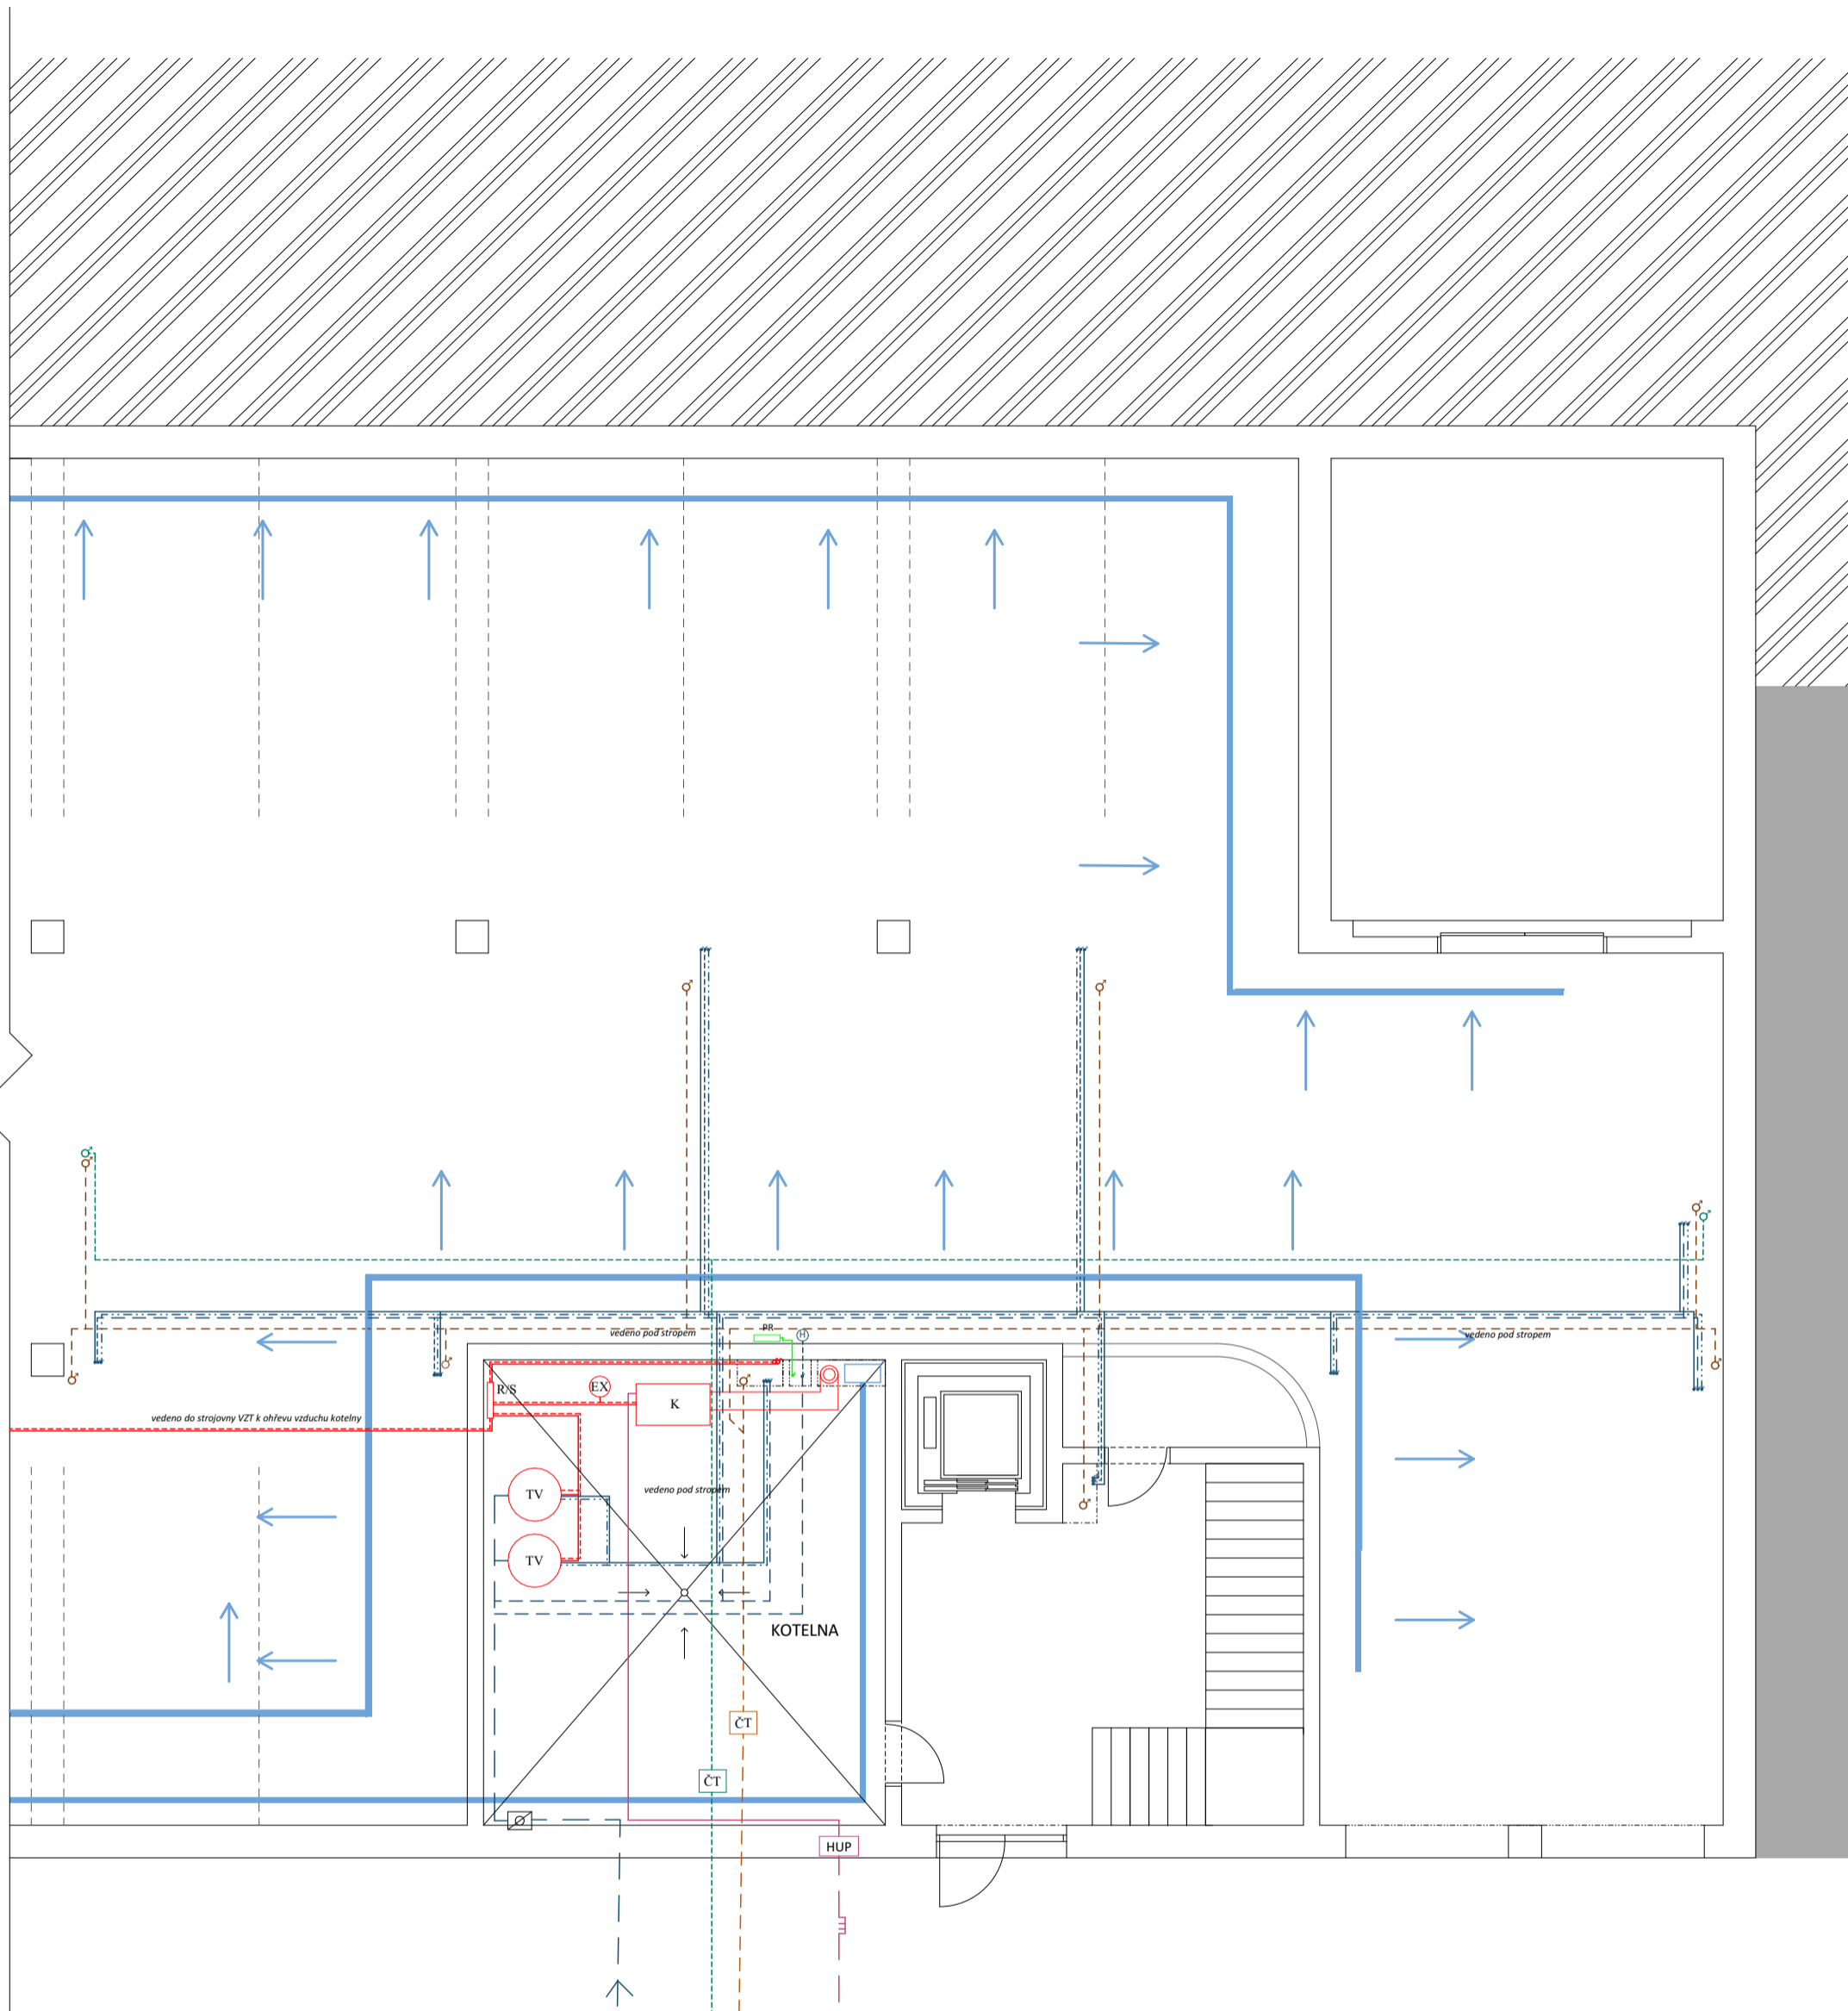 PR
vedeno pod stropem
H
vedeno pod stropem
R/S
EX
K
vedeno do strojovny VZT k ohřevu vzduchu kotelny
vedeno pod stropem
TV
TV
KOTELNA
ČT
ČT
HUP